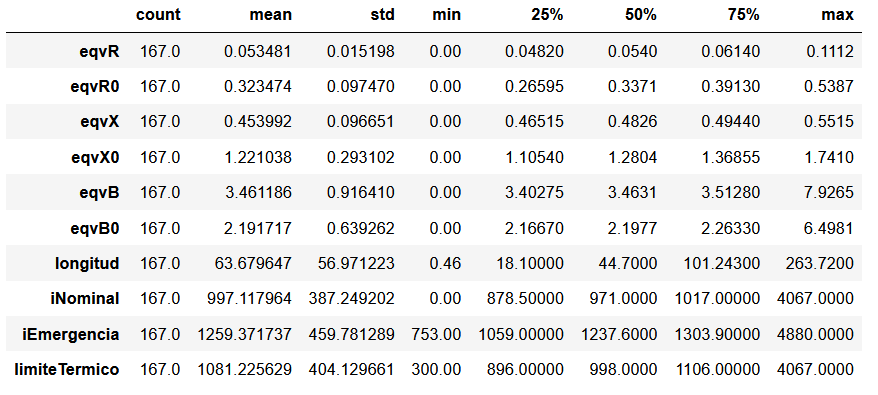 count mean std min 25% 50% 75% max
eqvR 167.0 0.053481 0.015198 0.00 0.04820 0.0540 0.06140 0.1112
eqvR0 167.0 0.323474 0.097470 0.00 0.26595 0.3371 0.39130 0.5387
eqvX 167.0 0.453992 0.096651 0.00 0.46515 0.4826 0.49440 0.5515
eqvX0 167.0 1.221038 0.293102 0.00 1.10540 1.2804 1.36855 1.7410
eqvB 167.0 3.461186 0.916410 0.00 3.40275 3.4631 3.51280 7.9265
eqvB0 167.0 2.191717 0.639262 0.00 2.16670 2.1977 2.26330 6.4981
longitud 167.0 63.679647 56.971223 0.46 18.10000 44.7000 101.24300 263.7200
iNominal 167.0 997.117964 387.249202 0.00 878.50000 971.0000 1017.00000 4067.0000
iEmergencia 167.0 1259.371737 459.781289 753.00 1059.00000 1237.6000 1303.90000 4880.0000
limiteTermico 167.0 1081.225629 404.129661 300.00 896.00000 998.0000 1106.00000 4067.0000